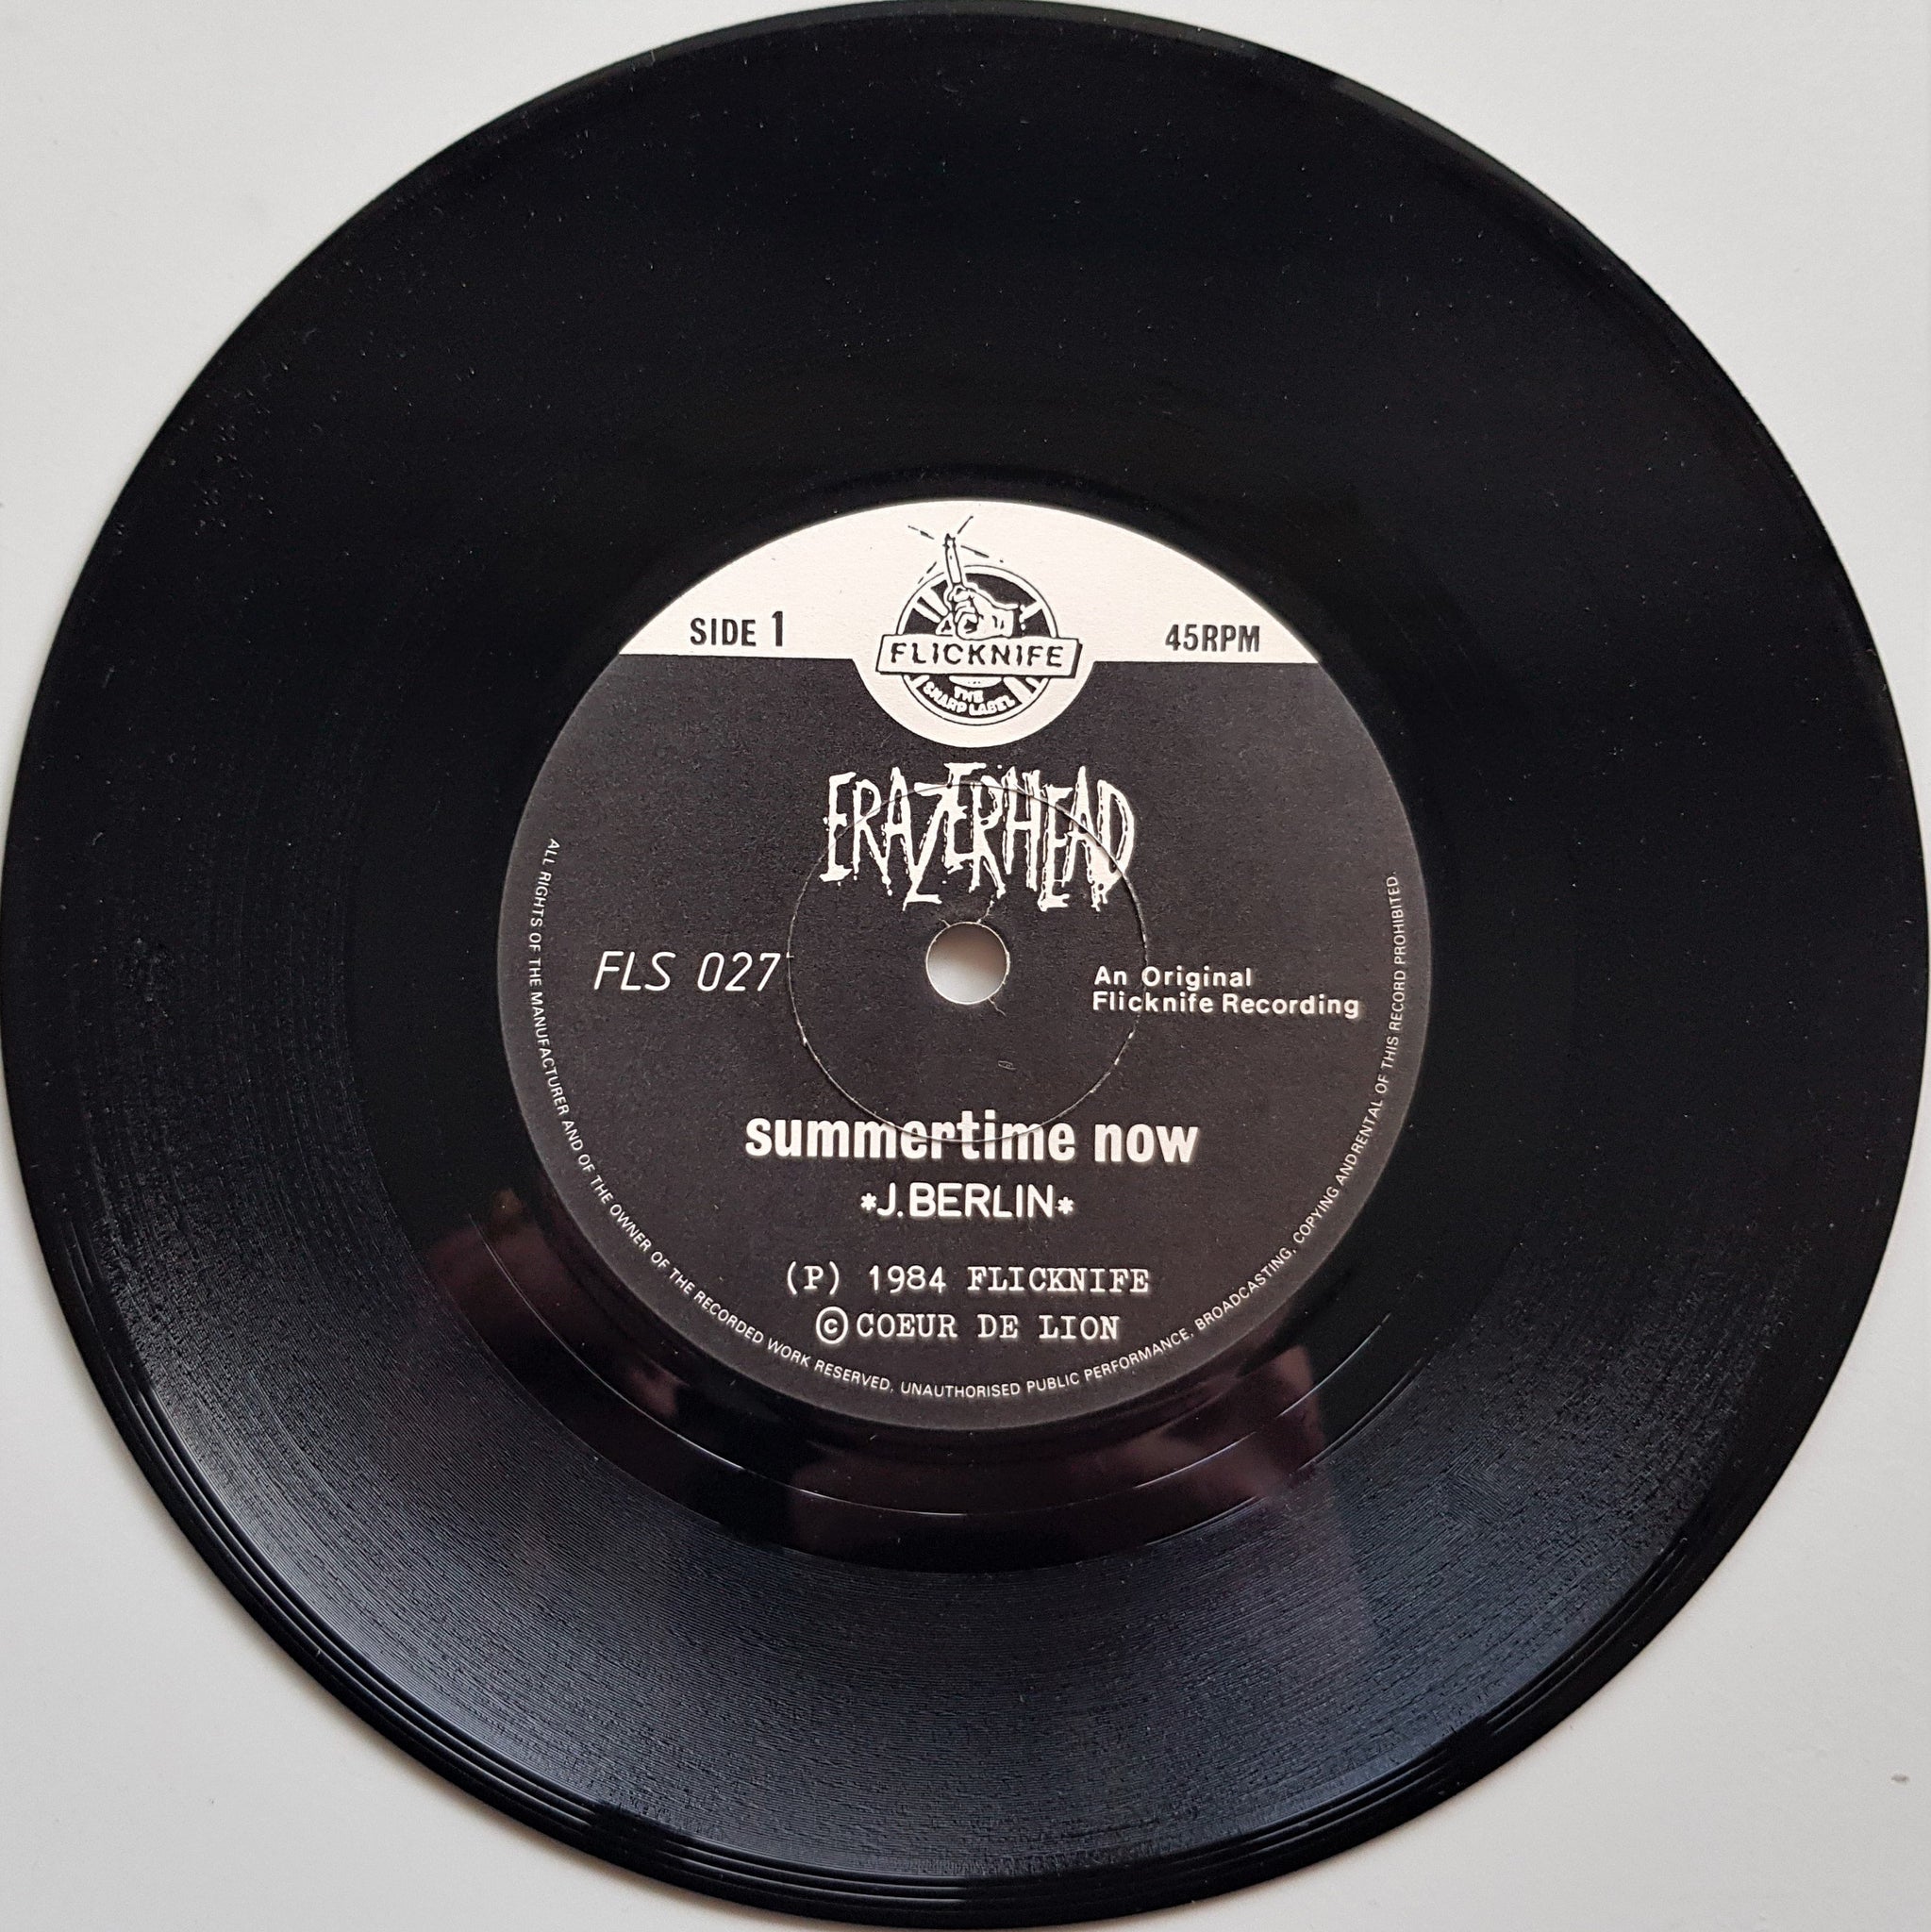 SIDE 1
45RPM
FLICKNIFE
THE
SHARP LABEL
ERAZERHEAD
FLS 027
An Original
Flicknife Recording
summertime now
*J.BERLIN*
(P) 1984 FLICKNIFE
© COEUR DE LION
ALL RIGHTS OF THE MANUFACTURER AND OF THE OWNER OF THE RECORDED WORK RESERVED. UNAUTHORISED PUBLIC PERFORMANCE. BROADCASTING. COPYING ANDRENTAL OF THIS RECORD PROHIBITED.